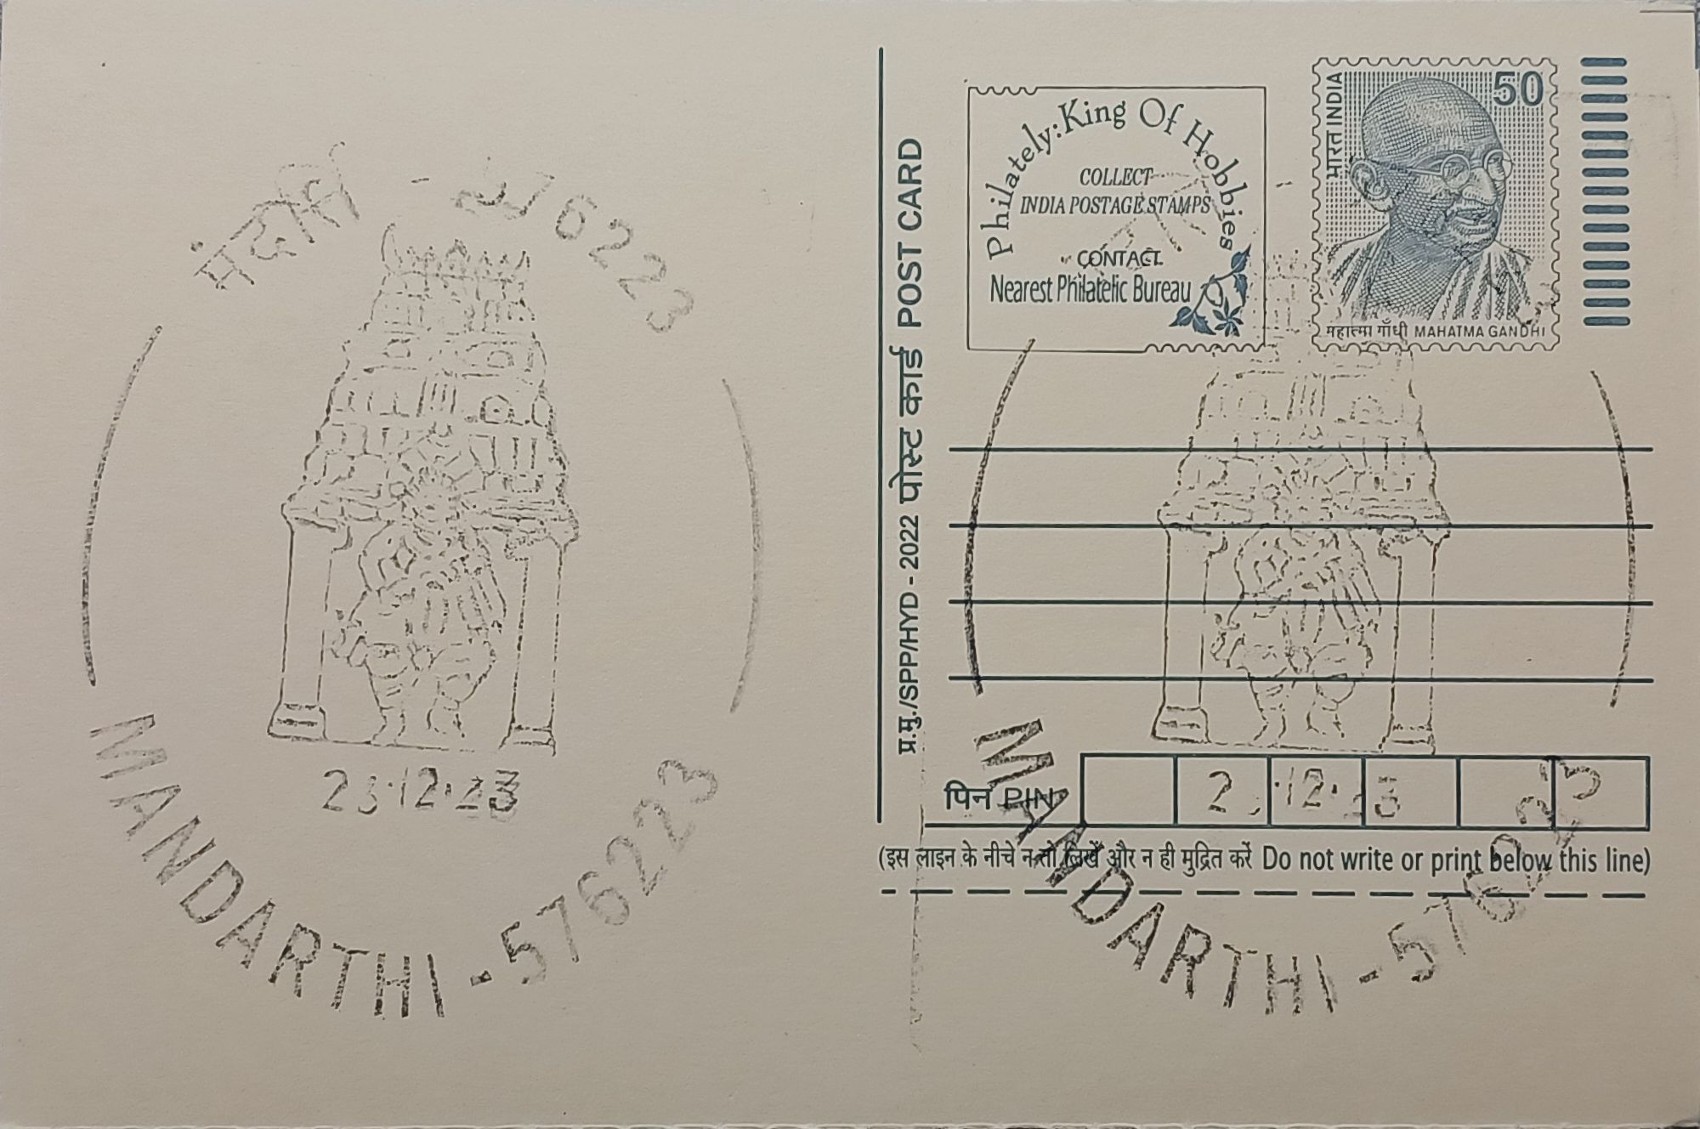 मंदर्ति - 576223
23.12.23
MANDARTHI - 576223
प्र.मु./SPP/HYD - 2022 पोस्ट कार्ड POST CARD
Philately: King Of Hobbies
COLLECT
INDIA POSTAGE STAMPS
CONTACT
Nearest Philatelic Bureau
भारत INDIA
50
महात्मा गाँधी MAHATMA GANDHI
पिन PIN
2 .12. 3
(इस लाइन के नीचे न तो लिखें और न ही मुद्रित करें Do not write or print below this line)
MANDARTHI - 576223